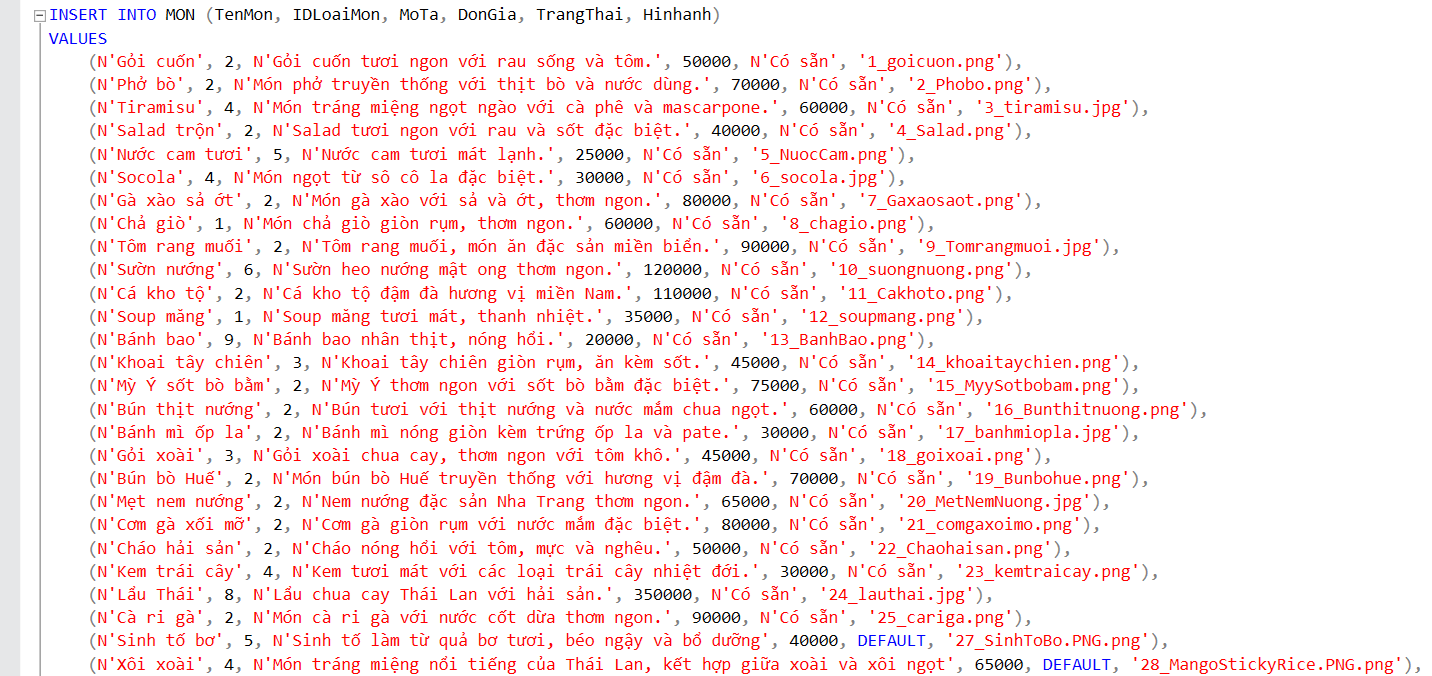 INSERT INTO MON (TenMon, IDLoaiMon, MoTa, DonGia, TrangThai, Hinhanh)
VALUES
(N'Gỏi cuốn', 2, N'Gỏi cuốn tươi ngon với rau sống và tôm.', 50000, N'Có sẵn', '1_goicuon.png'),
(N'Phở bò', 2, N'Món phở truyền thống với thịt bò và nước dùng.', 70000, N'Có sẵn', '2_Phobo.png'),
(N'Tiramisu', 4, N'Món tráng miệng ngọt ngào với cà phê và mascarpone.', 60000, N'Có sẵn', '3_tiramisu.jpg'),
(N'Salad trộn', 2, N'Salad tươi ngon với rau và sốt đặc biệt.', 40000, N'Có sẵn', '4_Salad.png'),
(N'Nước cam tươi', 5, N'Nước cam tươi mát lạnh.', 25000, N'Có sẵn', '5_NuocCam.png'),
(N'Socola', 4, N'Món ngọt từ sô cô la đặc biệt.', 30000, N'Có sẵn', '6_socola.jpg'),
(N'Gà xào sả ớt', 2, N'Món gà xào với sả và ớt, thơm ngon.', 80000, N'Có sẵn', '7_Gaxaosaot.png'),
(N'Chả giò', 1, N'Món chả giò giòn rụm, thơm ngon.', 60000, N'Có sẵn', '8_chagio.png'),
(N'Tôm rang muối', 2, N'Tôm rang muối, món ăn đặc sản miền biển.', 90000, N'Có sẵn', '9_Tomrangmuoi.jpg'),
(N'Sườn nướng', 6, N'Sườn heo nướng mật ong thơm ngon.', 120000, N'Có sẵn', '10_suongnuong.png'),
(N'Cá kho tộ', 2, N'Cá kho tộ đậm đà hương vị miền Nam.', 110000, N'Có sẵn', '11_Cakhoto.png'),
(N'Soup măng', 1, N'Soup măng tươi mát, thanh nhiệt.', 35000, N'Có sẵn', '12_soupmang.png'),
(N'Bánh bao', 9, N'Bánh bao nhân thịt, nóng hổi.', 20000, N'Có sẵn', '13_BanhBao.png'),
(N'Khoai tây chiên', 3, N'Khoai tây chiên giòn rụm, ăn kèm sốt.', 45000, N'Có sẵn', '14_khoaitaychien.png'),
(N'Mỳ Ý sốt bò bằm', 2, N'Mỳ Ý thơm ngon với sốt bò bằm đặc biệt.', 75000, N'Có sẵn', '15_MyySotbobam.png'),
(N'Bún thịt nướng', 2, N'Bún tươi với thịt nướng và nước mắm chua ngọt.', 60000, N'Có sẵn', '16_Bunthitnuong.png'),
(N'Bánh mì ốp la', 2, N'Bánh mì nóng giòn kèm trứng ốp la và pate.', 30000, N'Có sẵn', '17_banhmiopla.jpg'),
(N'Gỏi xoài', 3, N'Gỏi xoài chua cay, thơm ngon với tôm khô.', 45000, N'Có sẵn', '18_goixoai.png'),
(N'Bún bò Huế', 2, N'Món bún bò Huế truyền thống với hương vị đậm đà.', 70000, N'Có sẵn', '19_Bunbohue.png'),
(N'Mẹt nem nướng', 2, N'Nem nướng đặc sản Nha Trang thơm ngon.', 65000, N'Có sẵn', '20_MetNemNuong.jpg'),
(N'Cơm gà xối mỡ', 2, N'Cơm gà giòn rụm với nước mắm đặc biệt.', 80000, N'Có sẵn', '21_comgaxoimo.png'),
(N'Cháo hải sản', 2, N'Cháo nóng hổi với tôm, mực và nghêu.', 50000, N'Có sẵn', '22_Chaohaisan.png'),
(N'Kem trái cây', 4, N'Kem tươi mát với các loại trái cây nhiệt đới.', 30000, N'Có sẵn', '23_kemtraicay.png'),
(N'Lẩu Thái', 8, N'Lẩu chua cay Thái Lan với hải sản.', 350000, N'Có sẵn', '24_lauthai.jpg'),
(N'Cà ri gà', 2, N'Món cà ri gà với nước cốt dừa thơm ngon.', 90000, N'Có sẵn', '25_cariga.png'),
(N'Sinh tố bơ', 5, N'Sinh tố làm từ quả bơ tươi, béo ngậy và bổ dưỡng', 40000, DEFAULT, '27_SinhToBo.PNG.png'),
(N'Xôi xoài', 4, N'Món tráng miệng nổi tiếng của Thái Lan, kết hợp giữa xoài và xôi ngọt', 65000, DEFAULT, '28_MangoStickyRice.PNG.png'),